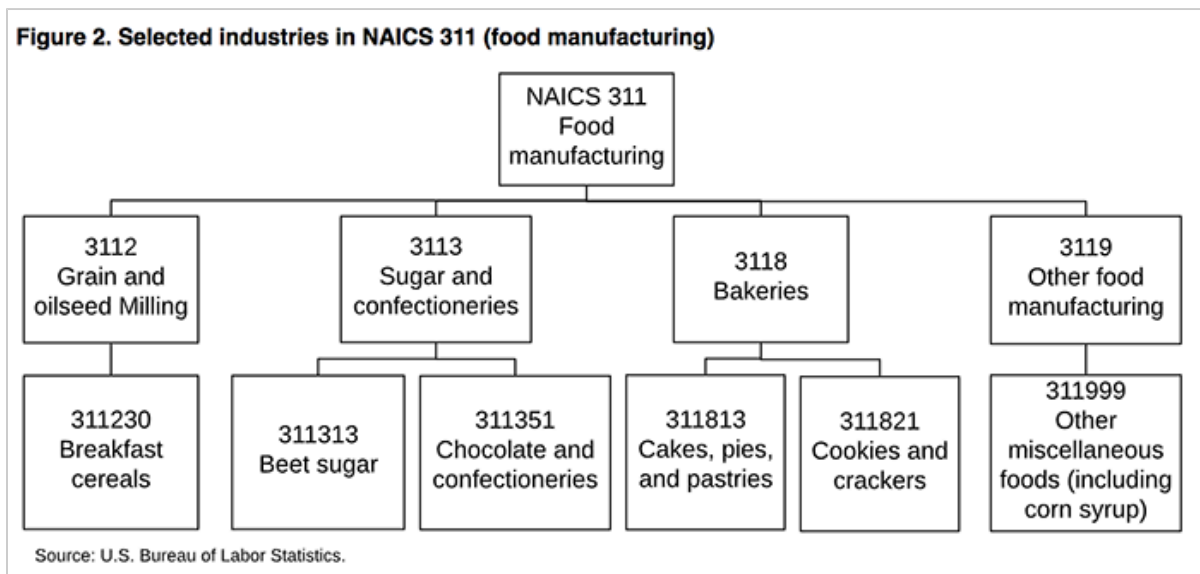 Figure 2. Selected industries in NAICS 311 (food manufacturing)
NAICS 311
Food
manufacturing
3112
Grain and
oilseed Milling
3113
Sugar and
confectioneries
3118
Bakeries
3119
Other food
manufacturing
311230
Breakfast
cereals
311313
Beet sugar
311351
Chocolate and
confectioneries
311813
Cakes, pies,
and pastries
311821
Cookies and
crackers
311999
Other
miscellaneous
foods (including
corn syrup)
Source: U.S. Bureau of Labor Statistics.